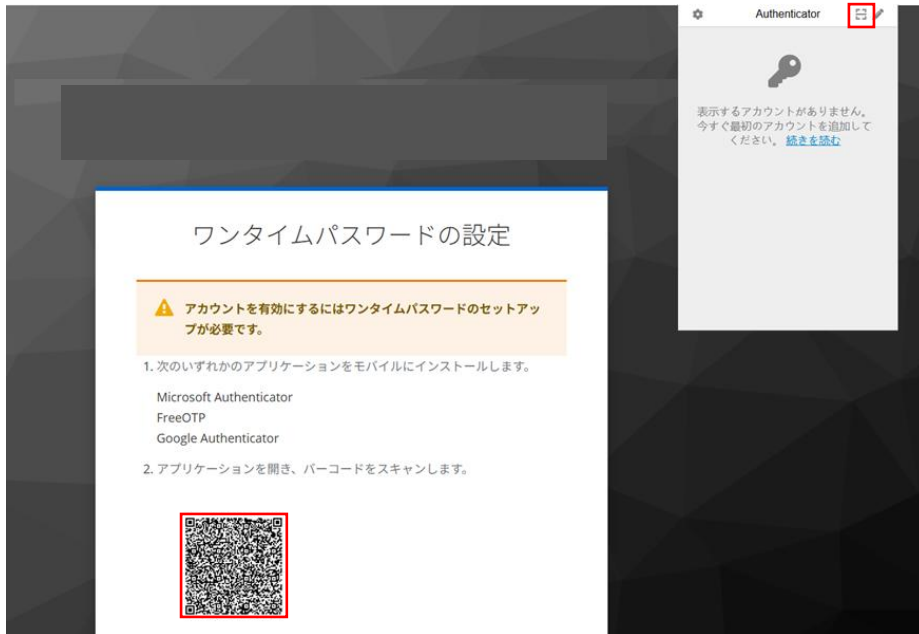 Authenticator
表示するアカウントがありません。
今すぐ最初のアカウントを追加して
ください。 続きを読む
ワンタイムパスワードの設定
アカウントを有効にするにはワンタイムパスワードのセットアッ
プが必要です。
1. 次のいずれかのアプリケーションをモバイルにインストールします。
Microsoft Authenticator
FreeOTP
Google Authenticator
2. アプリケーションを開き、バーコードをスキャンします。